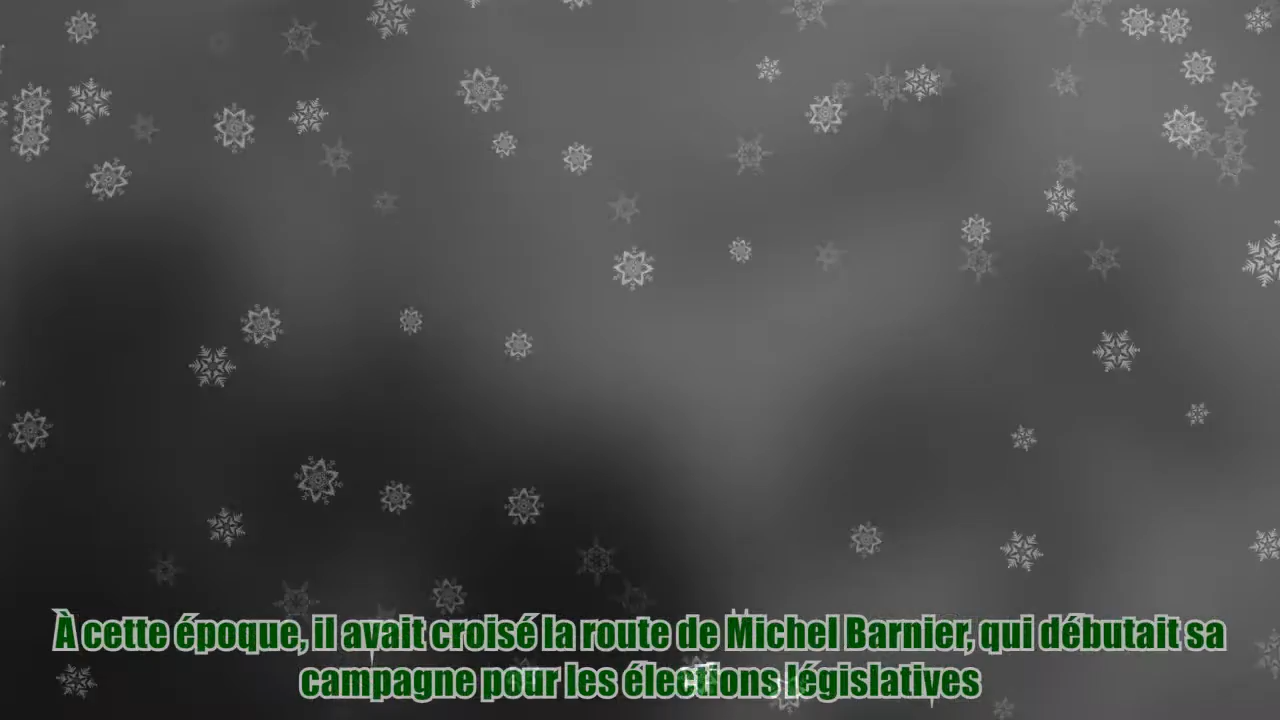 À cette époque, il avait croisé la route de Michel Barnier, qui débutait sa
campagne pour les élections législatives